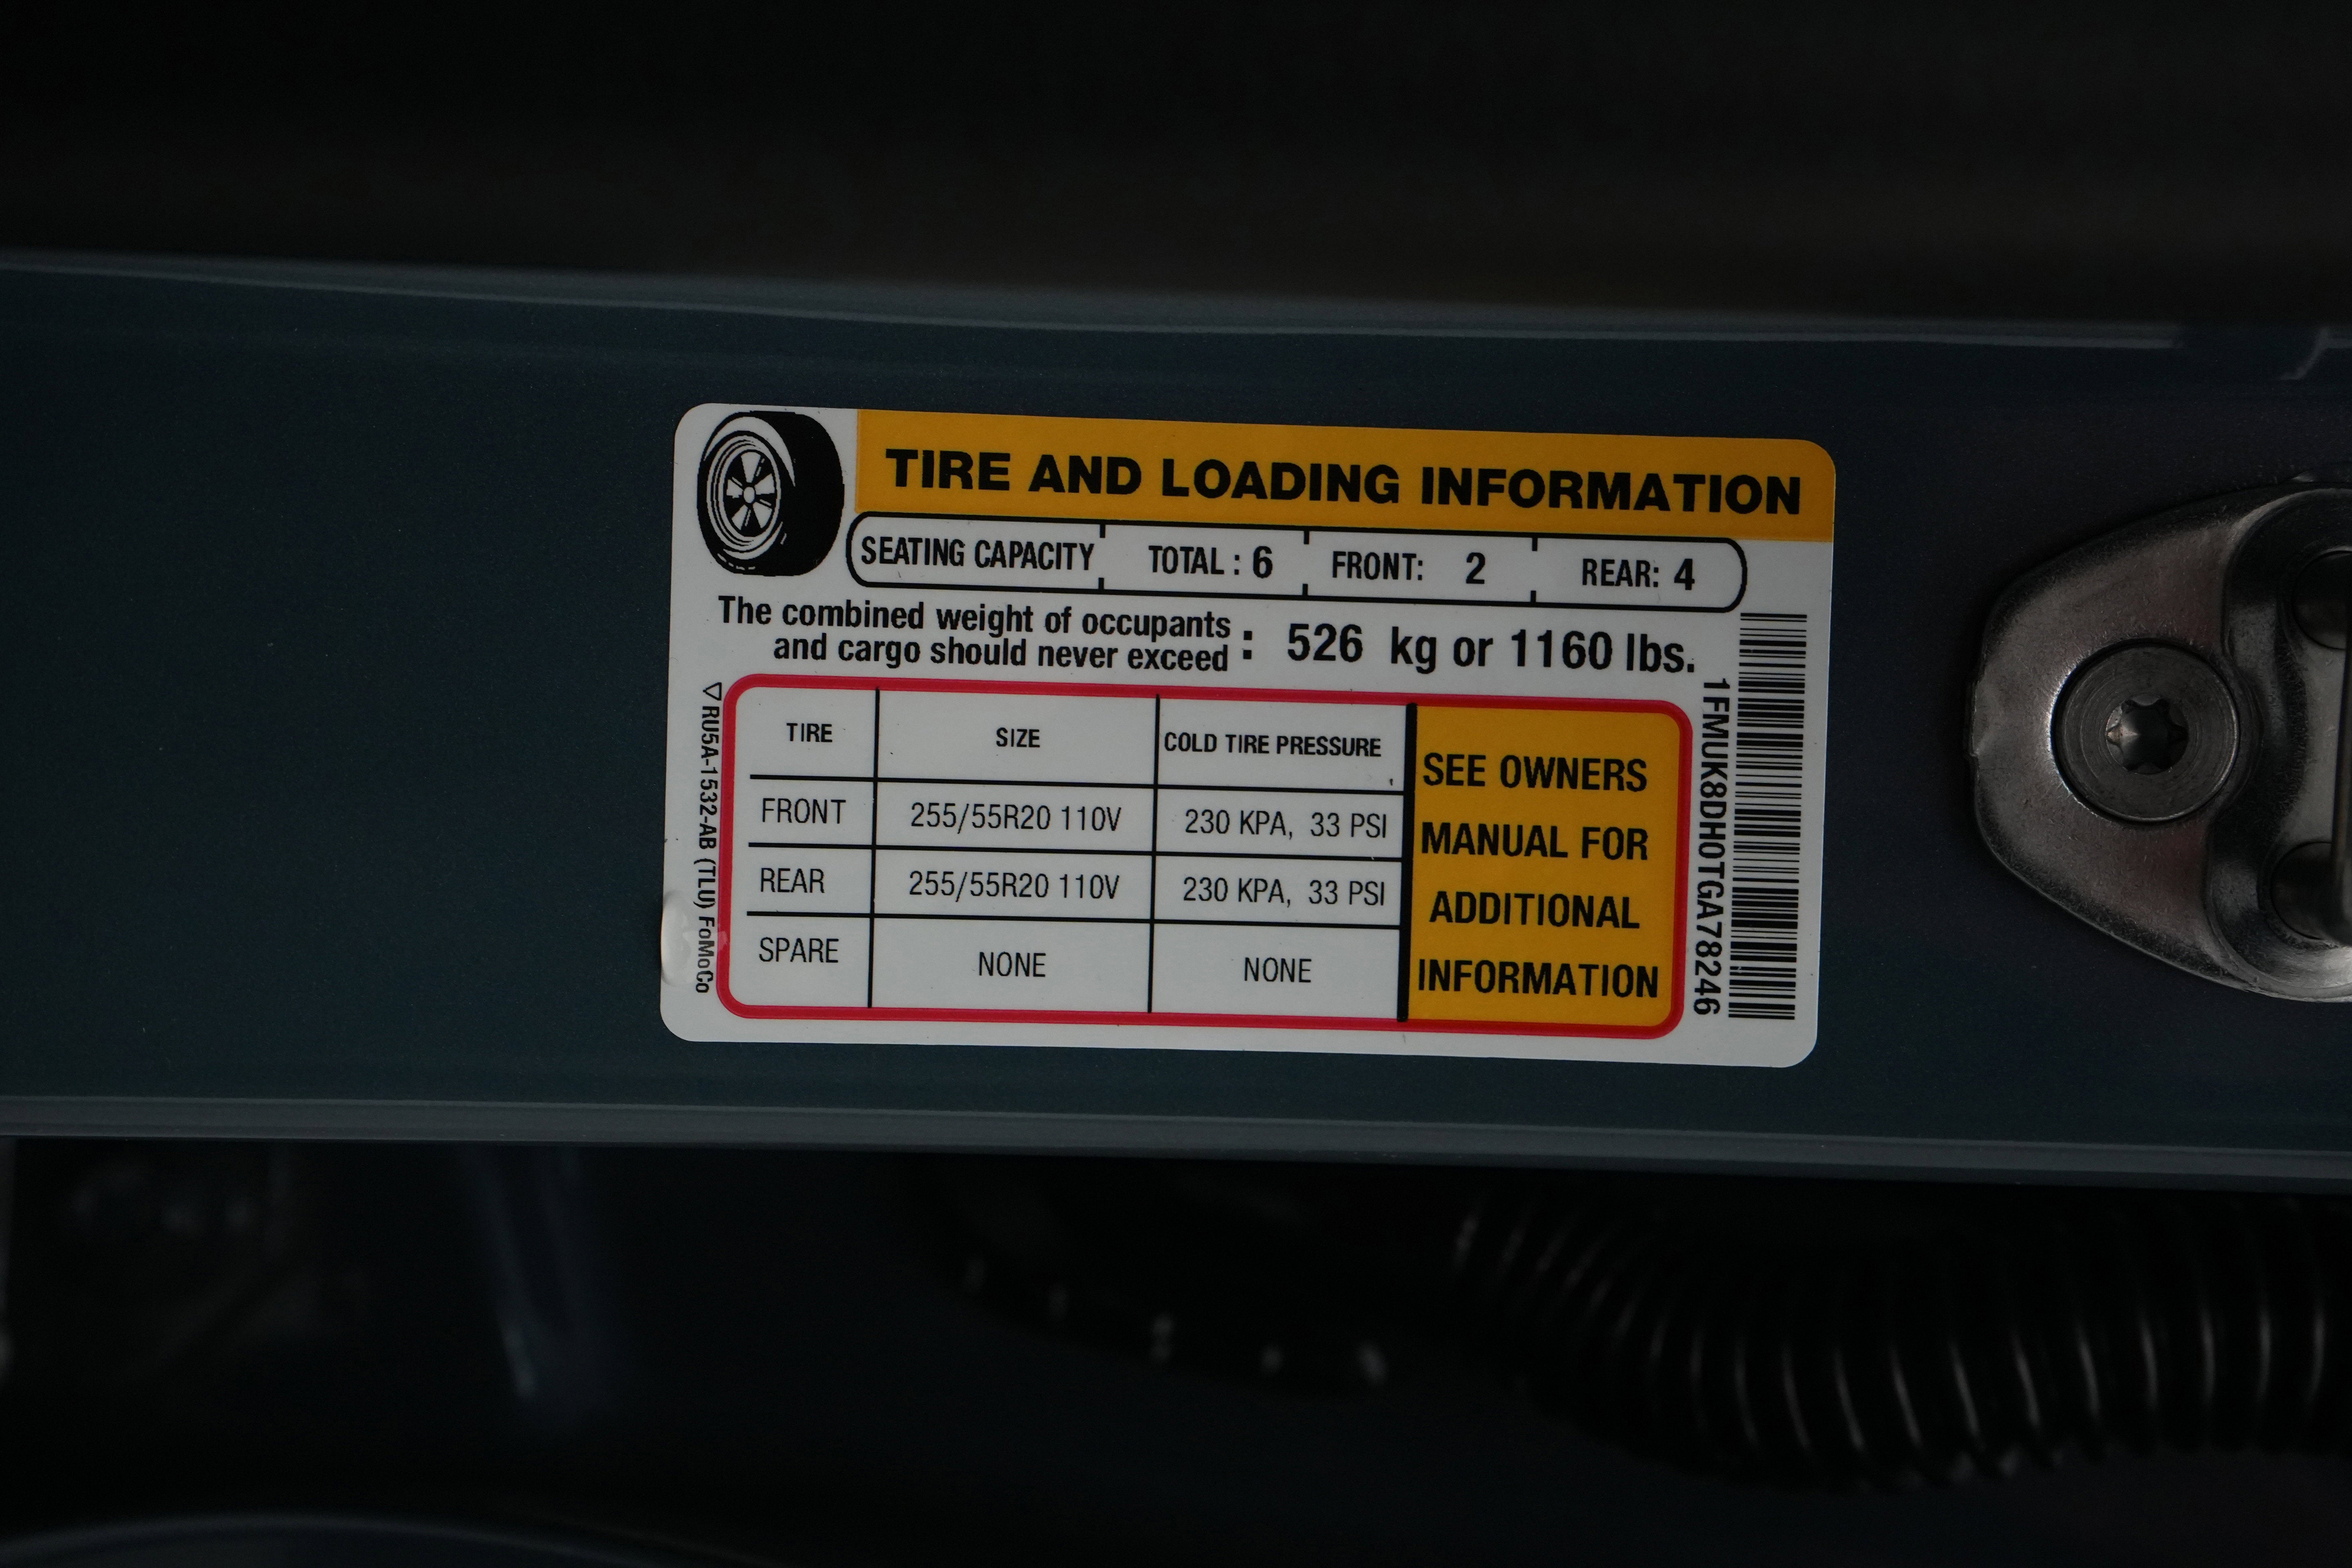 TIRE AND LOADING INFORMATION
SEATING CAPACITY TOTAL : 6 FRONT: 2 REAR: 4
The combined weight of occupants
and cargo should never exceed : 526 kg or 1160 lbs.
TIRE SIZE COLD TIRE PRESSURE
FRONT 255/55R20 110V 230 KPA, 33 PSI
REAR 255/55R20 110V 230 KPA, 33 PSI
SPARE NONE NONE
SEE OWNERS
MANUAL FOR
ADDITIONAL
INFORMATION
RU5A-1532-AB (TLU) FoMoCo
1FMUK8DH0TGA78246